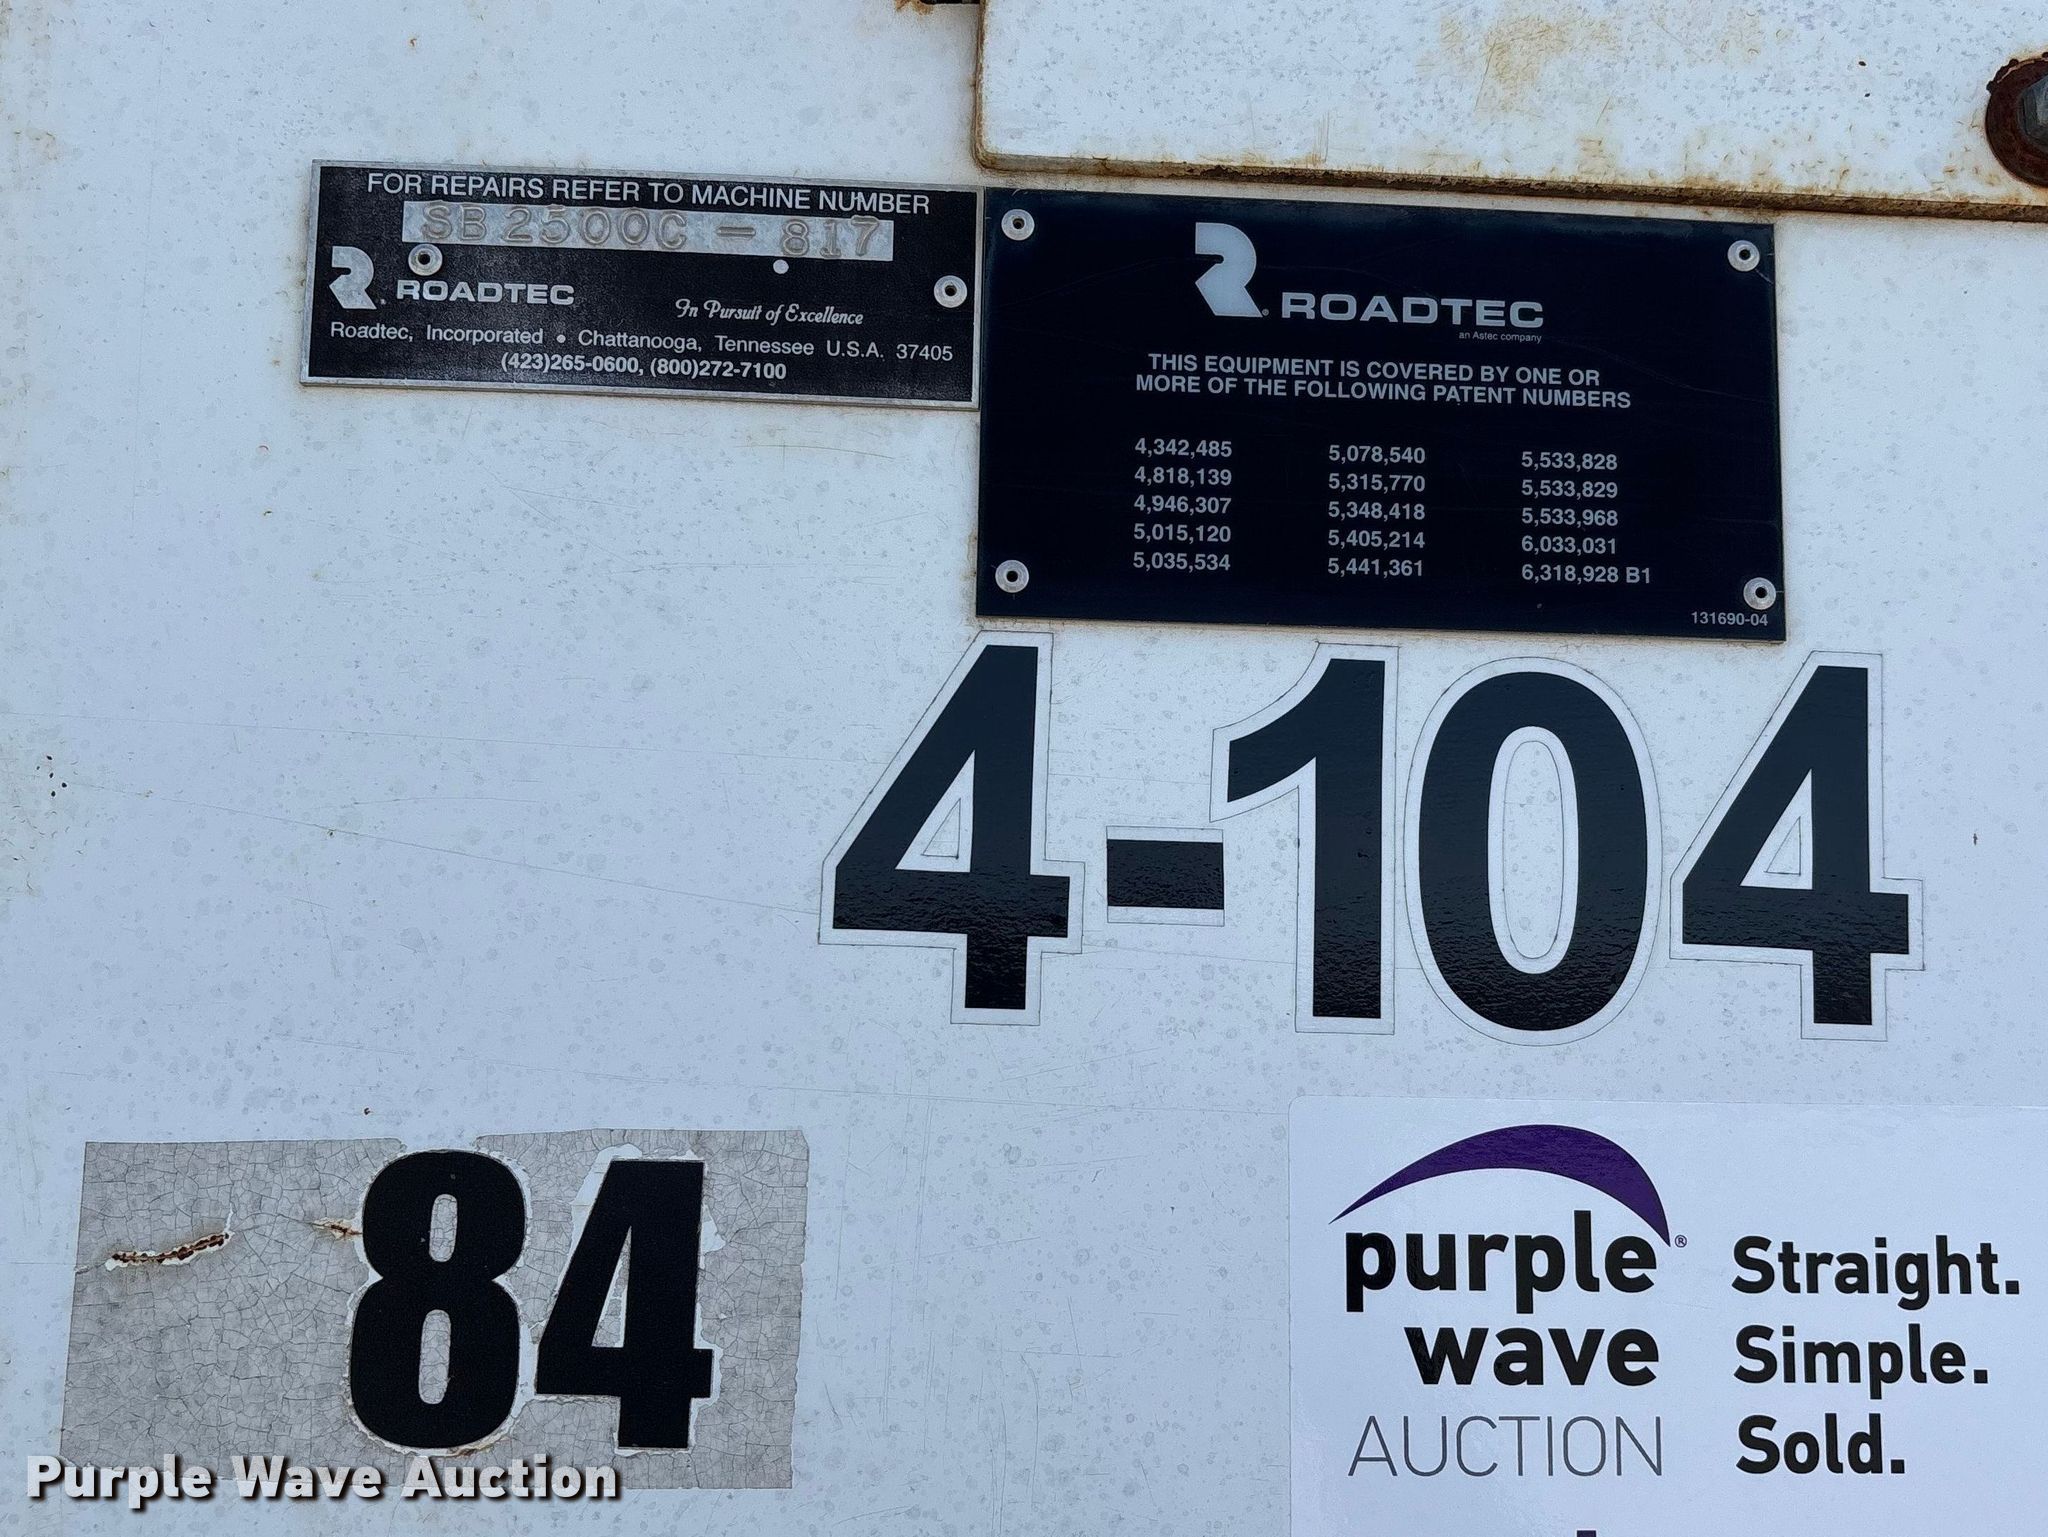 FOR REPAIRS REFER TO MACHINE NUMBER
SB2500C - 817
R. ROADTEC
In Pursuit of Excellence
Roadtec, Incorporated • Chattanooga, Tennessee U.S.A. 37405
(423)265-0600, (800)272-7100
R® ROADTEC
an Astec company
THIS EQUIPMENT IS COVERED BY ONE OR
MORE OF THE FOLLOWING PATENT NUMBERS
4,342,485 5,078,540 5,533,828
4,818,139 5,315,770 5,533,829
4,946,307 5,348,418 5,533,968
5,015,120 5,405,214 6,033,031
5,035,534 5,441,361 6,318,928 B1
131690-04
4-104
84
purple®
wave
AUCTION
Straight.
Simple.
Sold.
Purple Wave Auction